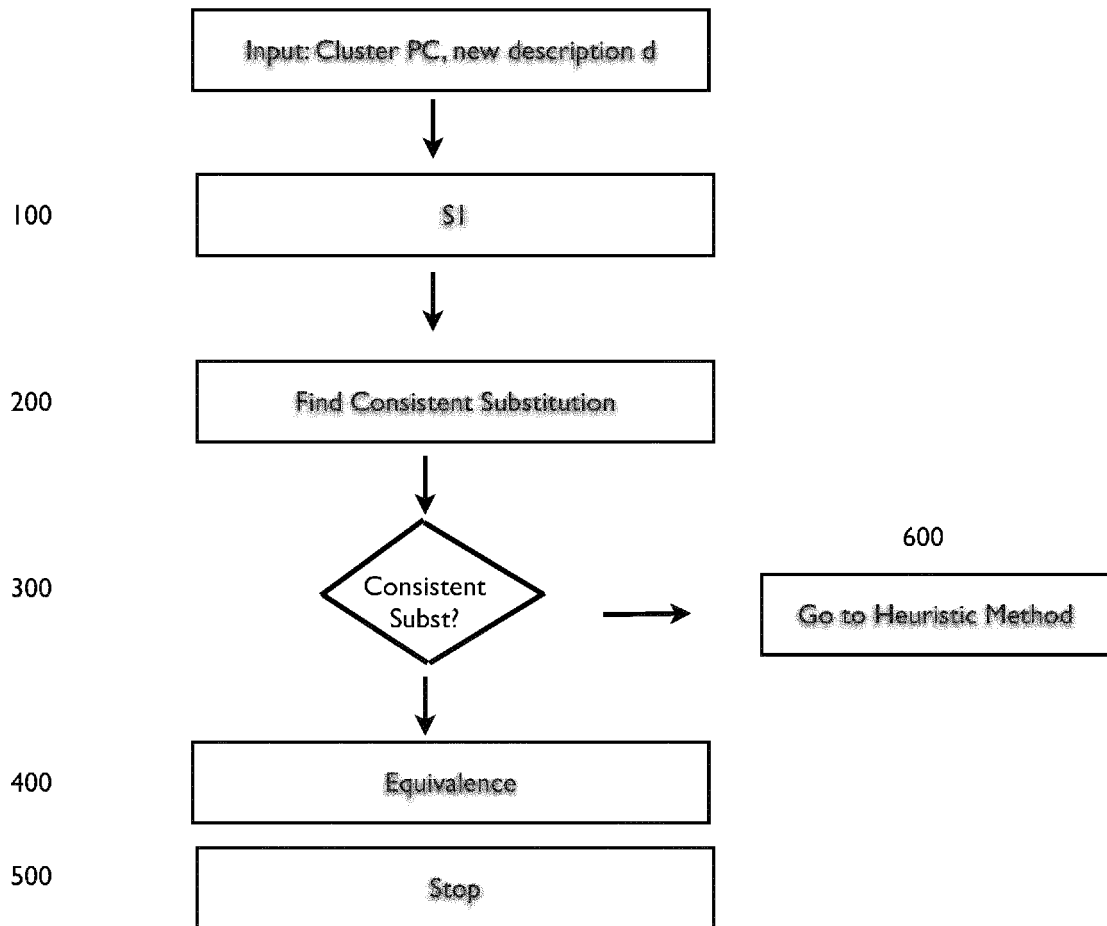 Input: Cluster PC, new description d
100
S1
200
Find Consistent Substitution
300
Consistent
Subst?
600
Go to Heuristic Method
400
Equivalence
500
Stop